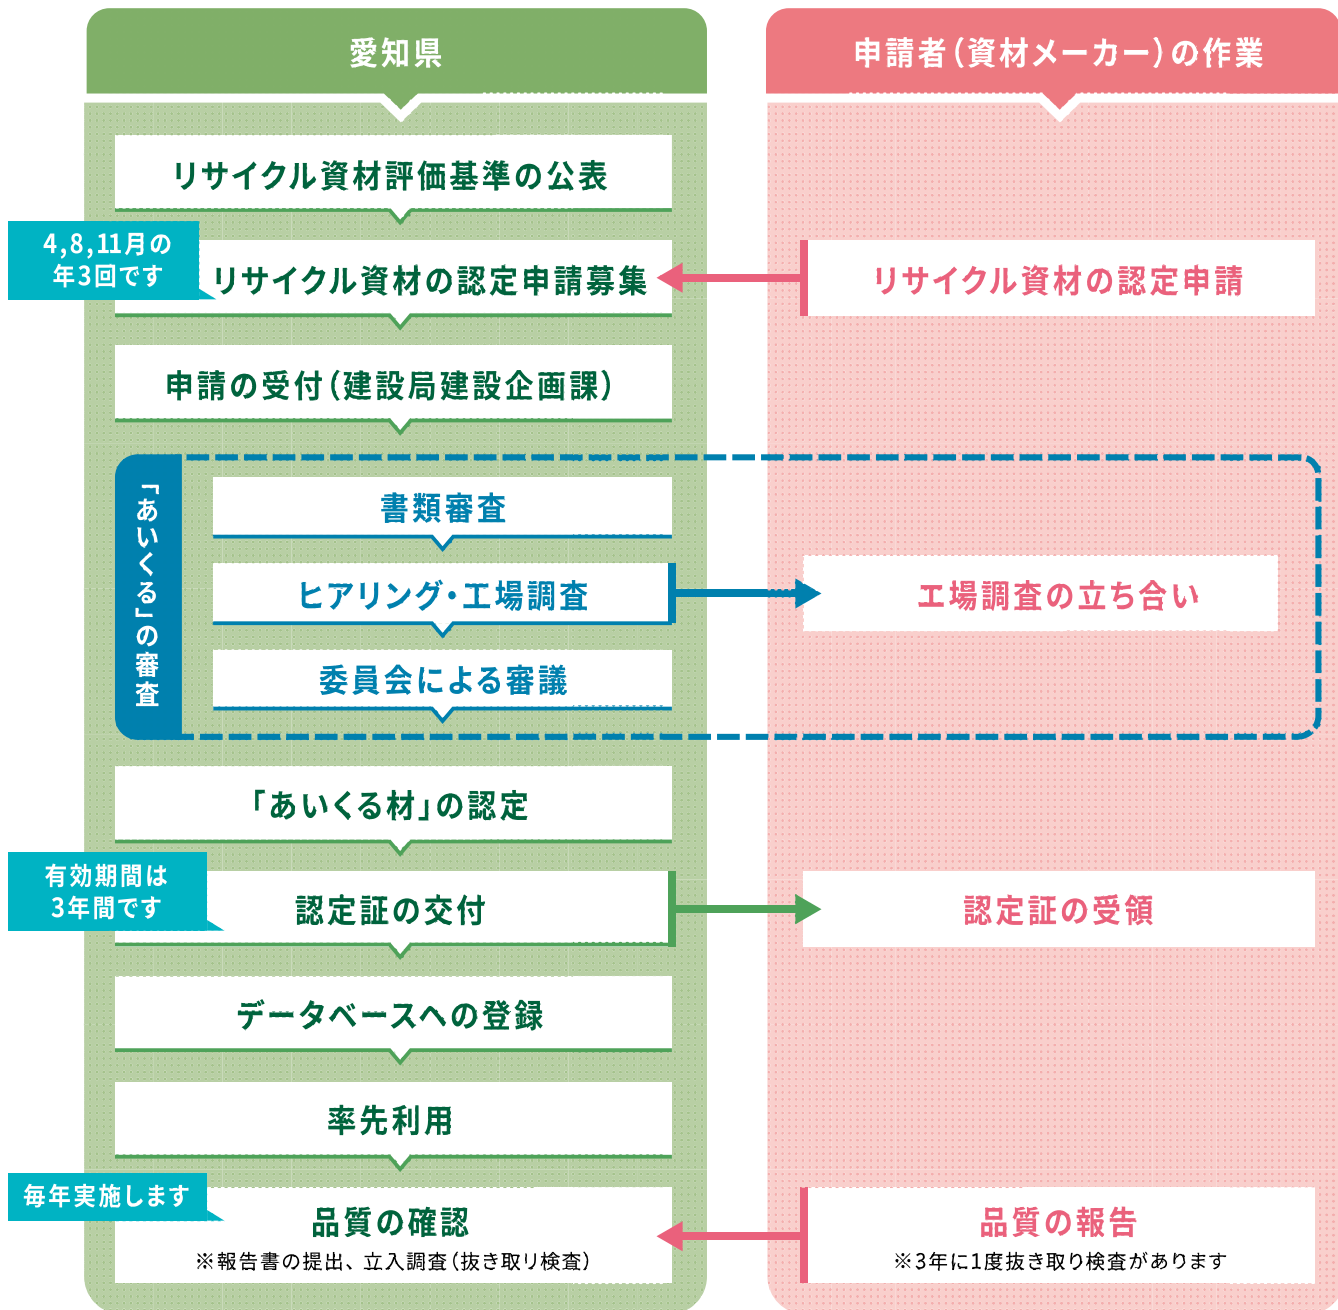 愛知県
申請者（資材メーカー）の作業
リサイクル資材評価基準の公表
4,8,11月の
年3回です
リサイクル資材の認定申請募集
リサイクル資材の認定申請
申請の受付（建設局建設企画課）
「あいくる」の審査
書類審査
ヒアリング・工場調査
工場調査の立ち合い
委員会による審議
「あいくる材」の認定
有効期間は
3年間です
認定証の交付
認定証の受領
データベースへの登録
率先利用
毎年実施します
品質の確認
※報告書の提出、立入調査（抜き取り検査）
品質の報告
※3年に1度抜き取り検査があります